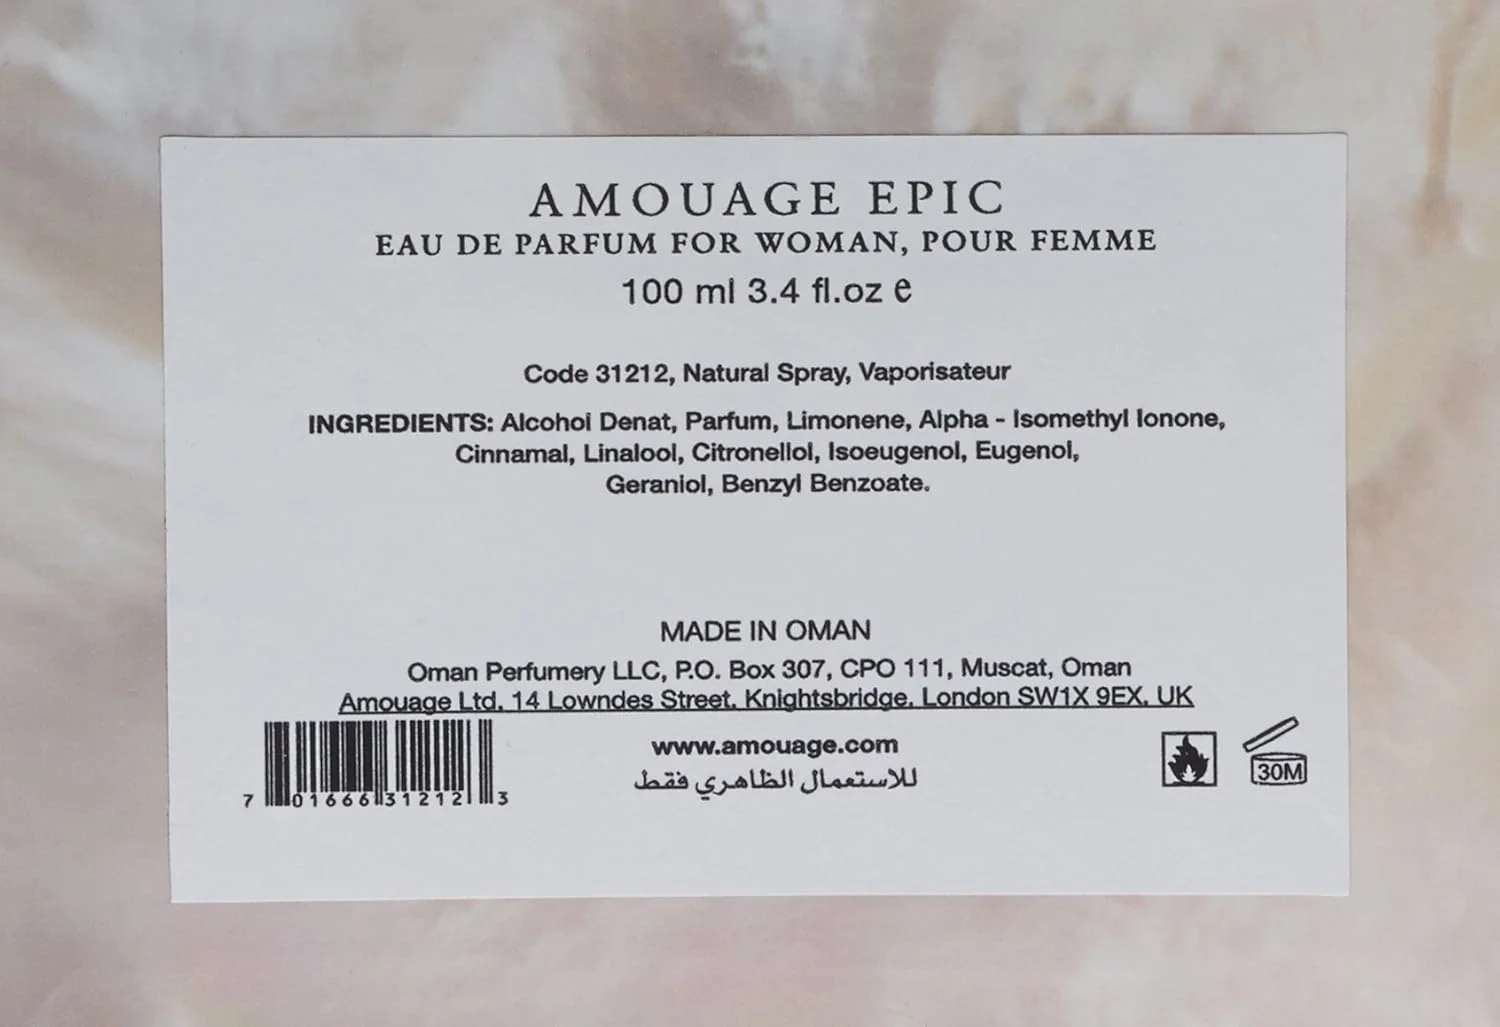 AMOUAGE EPIC
EAU DE PARFUM FOR WOMAN, POUR FEMME
100 ml 3.4 fl.oz e
Code 31212, Natural Spray, Vaporisateur
INGREDIENTS: Alcohol Denat, Parfum, Limonene, Alpha - Isomethyl Ionone,
Cinnamal, Linalool, Citronellol, Isoeugenol, Eugenol,
Geraniol, Benzyl Benzoate.
MADE IN OMAN
Oman Perfumery LLC, P.O. Box 307, CPO 111, Muscat, Oman
Amouage Ltd. 14 Lowndes Street. Knightsbridge. London SW1X 9EX. UK
www.amouage.com
للاستعمال الظاهري فقط
7 01666 31212 3
30M